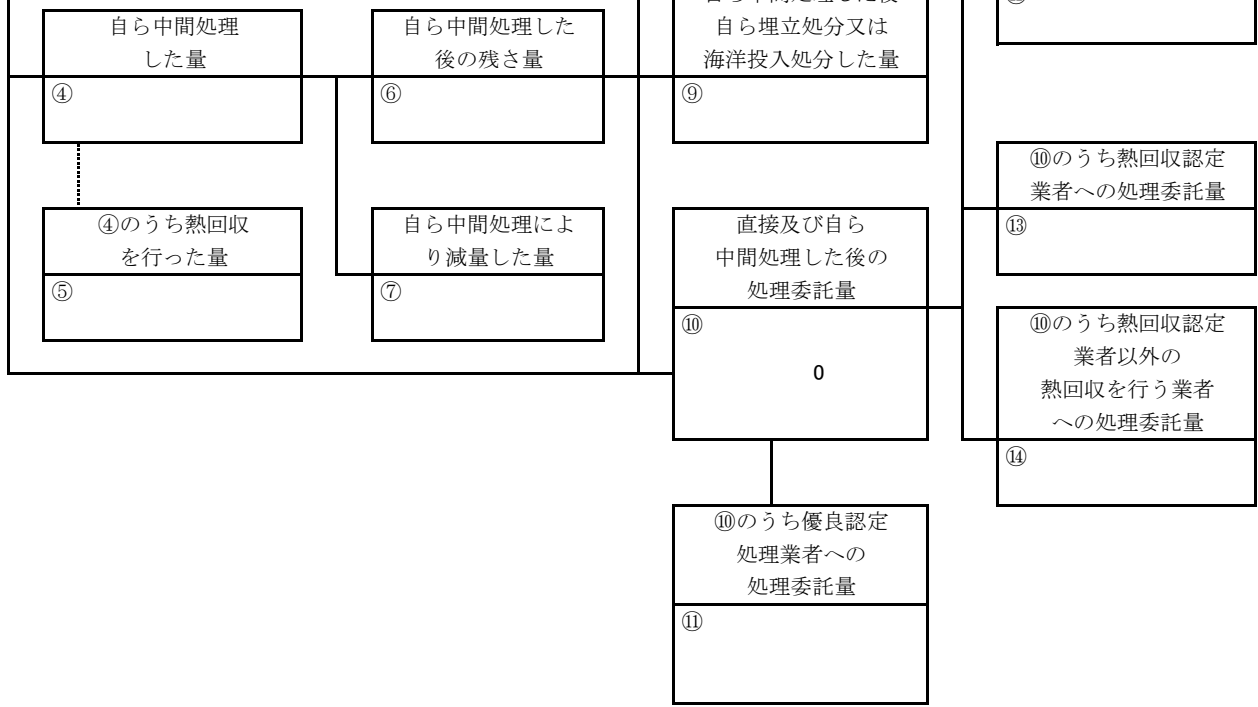 自ら中間処理
した量
④
自ら中間処理した
後の残さ量
⑥
自ら埋立処分又は
海洋投入処分した量
⑨
④のうち熱回収
を行った量
⑤
自ら中間処理によ
り減量した量
⑦
直接及び自ら
中間処理した後の
処理委託量
⑩
0
⑩のうち優良認定
処理業者への
処理委託量
⑪
⑩のうち熱回収認定
業者への処理委託量
⑬
⑩のうち熱回収認定
業者以外の
熱回収を行う業者
への処理委託量
⑭